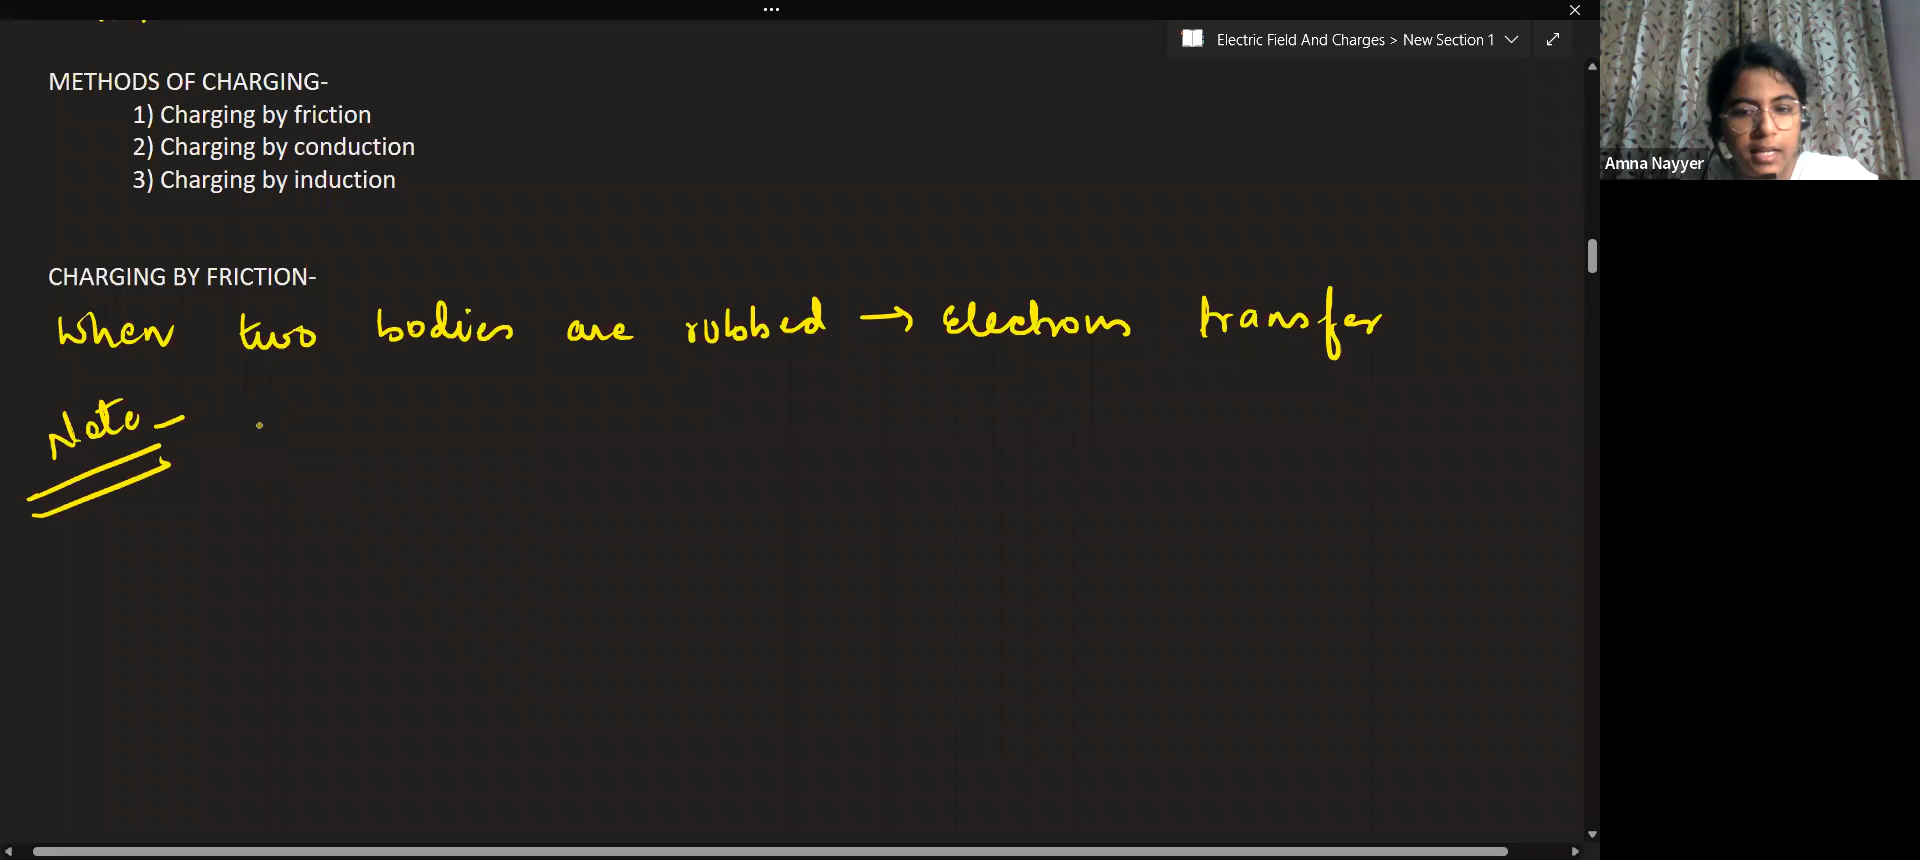 Electric Field And Charges > New Section 1
METHODS OF CHARGING-
1) Charging by friction
2) Charging by conduction
3) Charging by induction
Amna Nayyer
CHARGING BY FRICTION-
When two bodies are rubbed → Electrons transfer
Note -